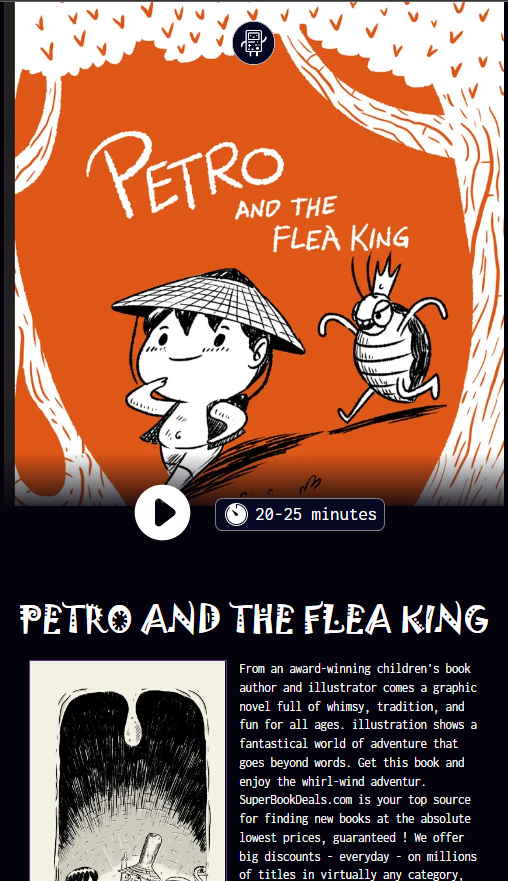 PETRO
AND THE
FLEA KING
20-25 minutes
PETRO AND THE FLEA KING
From an award-winning children's book
author and illustrator comes a graphic
novel full of whimsy, tradition, and
fun for all ages. illustration shows a
fantastical world of adventure that
goes beyond words. Get this book and
enjoy the whirl-wind adventur.
SuperBookDeals.com is your top source
for finding new books at the absolute
lowest prices, guaranteed ! We offer
big discounts - everyday - on millions
of titles in virtually any category,